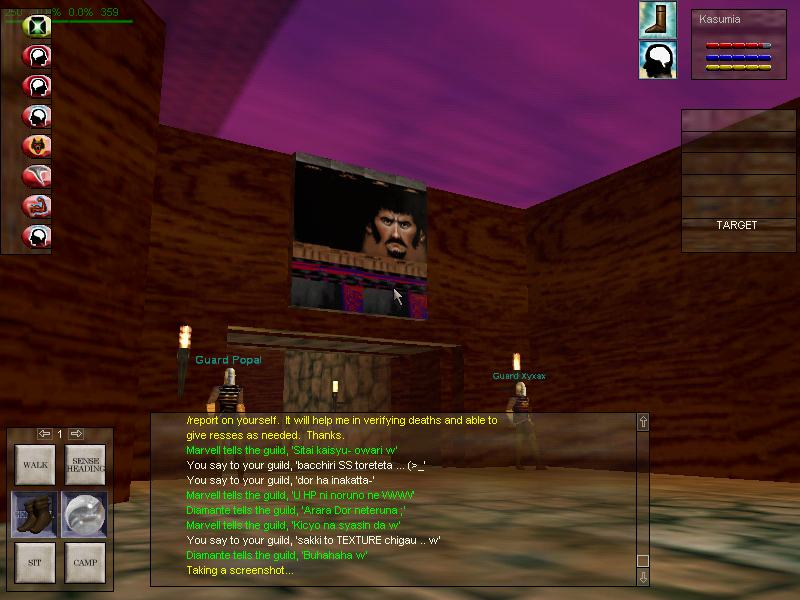 0.0% 359
Kasumia
TARGET
Guard Popal
Guard Xyxax
/report on yourself. It will help me in verifying deaths and able to
give resses as needed. Thanks.
Marvell tells the guild, 'Sitai kaisyu- owari w'
You say to your guild, 'bacchiri SS toreteta ... (>_'
You say to your guild, 'dor ha inakatta-'
Marvell tells the guild, 'U HP ni noruno ne WWW'
Diamante tells the guild, 'Arara Dor neteruna ;'
Marvell tells the guild, 'Kicyo na syasin da w'
You say to your guild, 'sakki to TEXTURE chigau .. w'
Diamante tells the guild, 'Buhahaha w'
Taking a screenshot...
1
WALK
SENSE
HEADING
SIT
CAMP